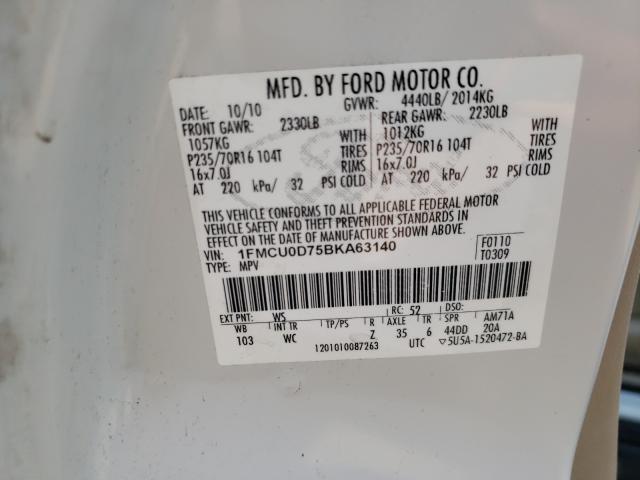 MFD. BY FORD MOTOR CO.
DATE: 10/10 GVWR: 4440LB/ 2014KG
FRONT GAWR: 2330LB REAR GAWR: 2230LB
1057KG WITH 1012KG WITH
P235/70R16 104T TIRES P235/70R16 104T TIRES
16x7.0J RIMS 16x7.0J RIMS
AT 220 kPa/ 32 PSI COLD AT 220 kPa/ 32 PSI COLD
THIS VEHICLE CONFORMS TO ALL APPLICABLE FEDERAL MOTOR
VEHICLE SAFETY AND THEFT PREVENTION STANDARDS IN
EFFECT ON THE DATE OF MANUFACTURE SHOWN ABOVE.
VIN: 1FMCU0D75BKA63140 F0110
TYPE: MPV T0309
EXT PNT: WS RC: 52 DSO:
WB INT TR TP/PS R AXLE TR SPR AM71A
103 WC Z 35 6 44DD 20A
1201010087263 UTC ▽5U5A-1520472-BA